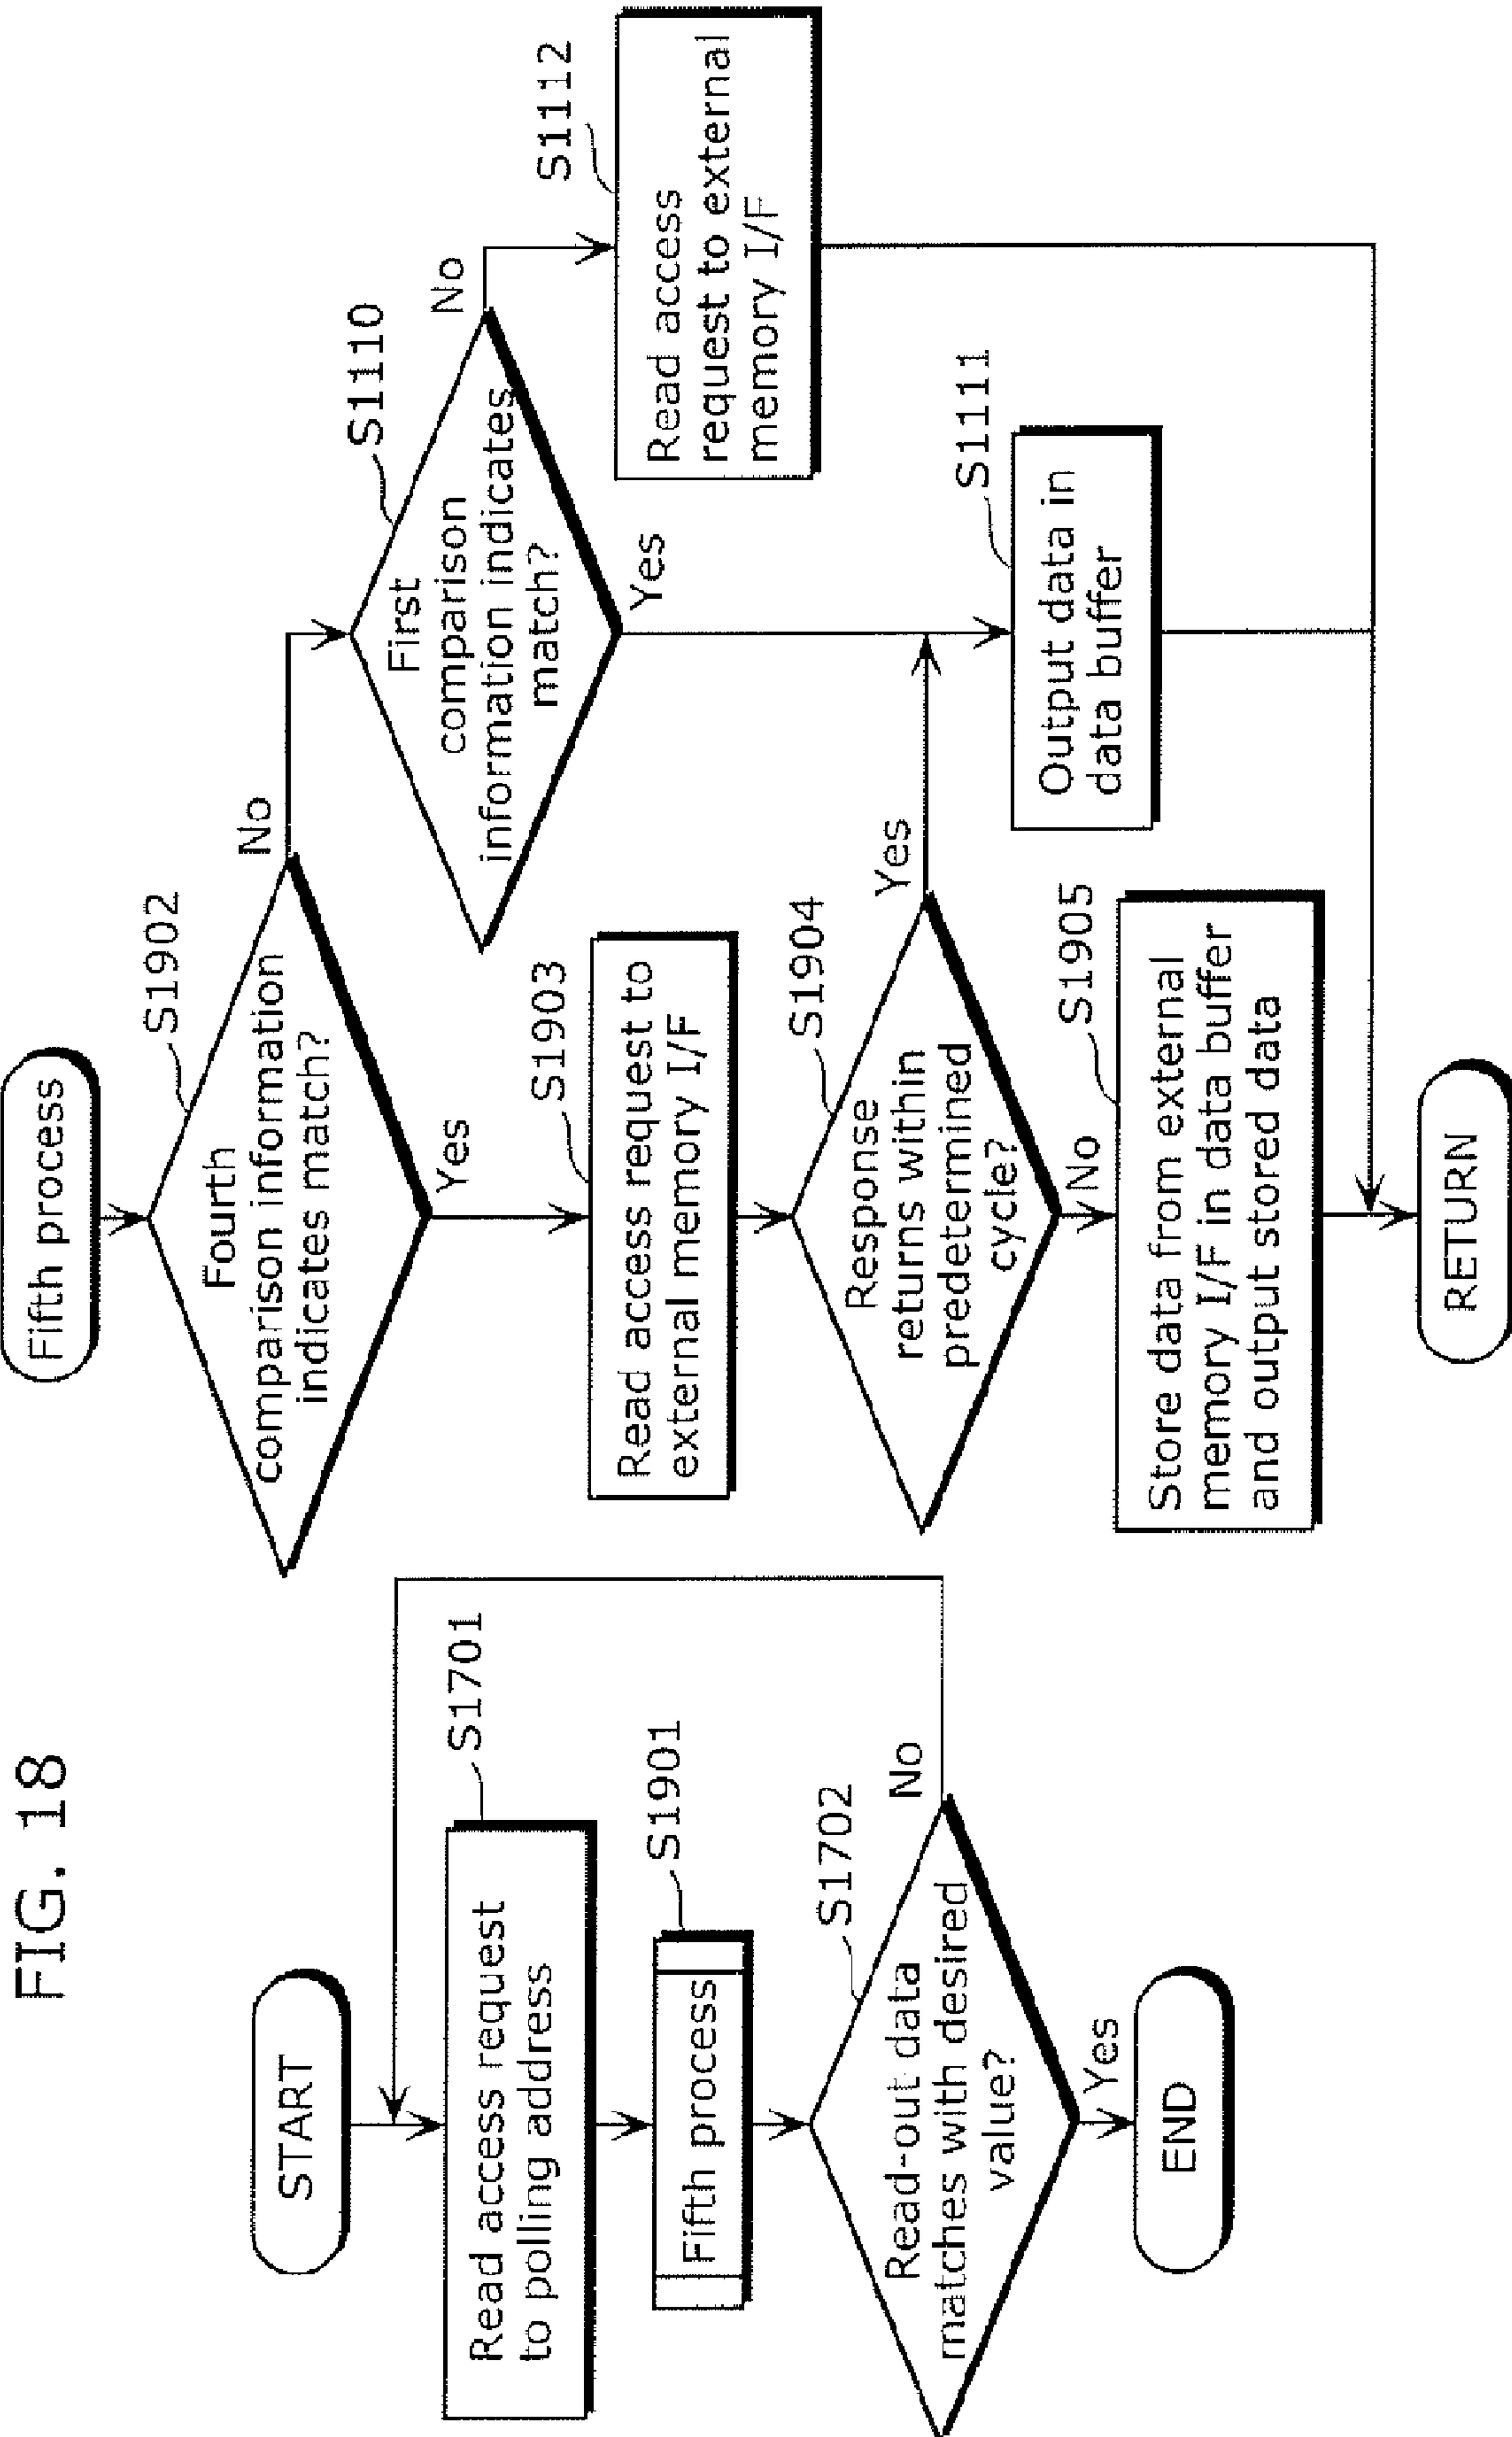 FIG. 18
START
S1701
Read access request
to polling address
S1901
Fifth process
S1702
Read-out data
matches with desired
value?
No
Yes
END
Fifth process
S1902
Fourth
comparison information
indicates match?
No
Yes
S1903
Read access request to
external memory I/F
S1904
Response
returns within
predetermined
cycle?
Yes
No
S1905
Store data from external
memory I/F in data buffer
and output stored data
RETURN
S1110
First
comparison
information indicates
match?
No
Yes
S1112
Read access
request to external
memory I/F
S1111
Output data in
data buffer